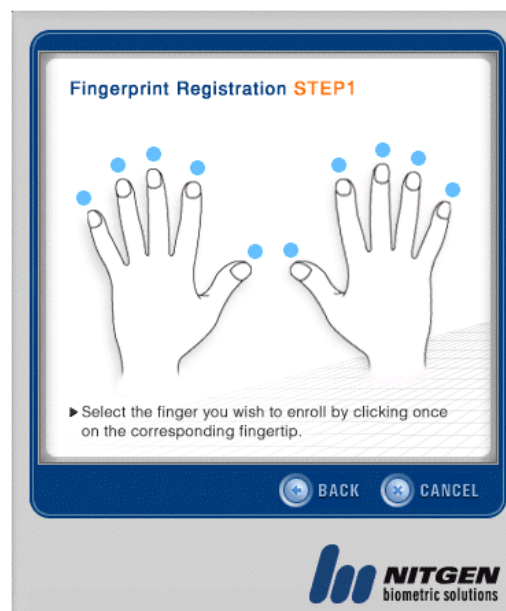 Fingerprint Registration STEP1
Select the finger you wish to enroll by clicking once
on the corresponding fingertip.
BACK CANCEL
NITGEN
biometric solutions